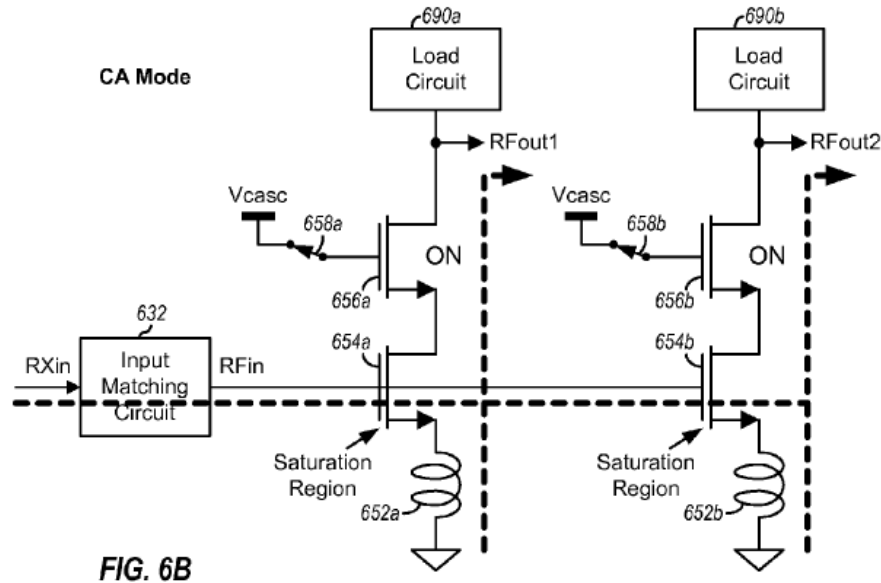 690a
690b
Load
Circuit
Load
Circuit
CA Mode
RFout1
RFout2
Vcasc
658a
Vcasc
658b
ON
ON
656a
656b
632
654a
654b
RXin
Input
Matching
Circuit
RFin
Saturation
Region
Saturation
Region
652a
652b
FIG. 6B